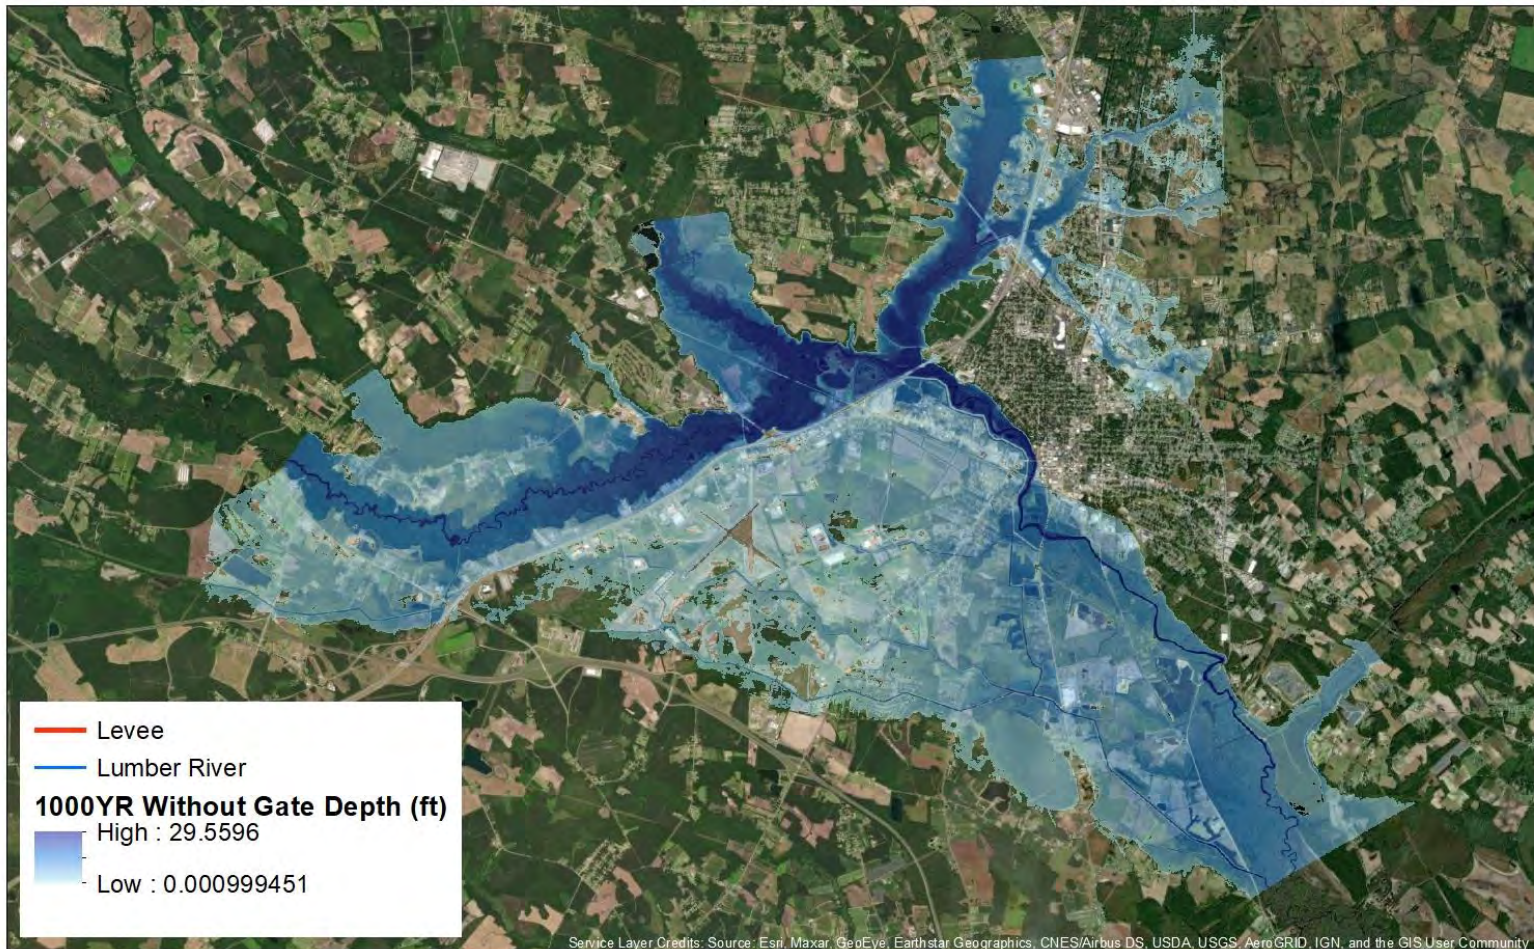 Levee
Lumber River
1000YR Without Gate Depth (ft)
High : 29.5596
Low : 0.000999451
Service Layer Credits: Source: Esri, Maxar, GeoEye, Earthstar Geographics, CNES/Airbus DS, USDA, USGS, AeroGRID, IGN, and the GIS User Community